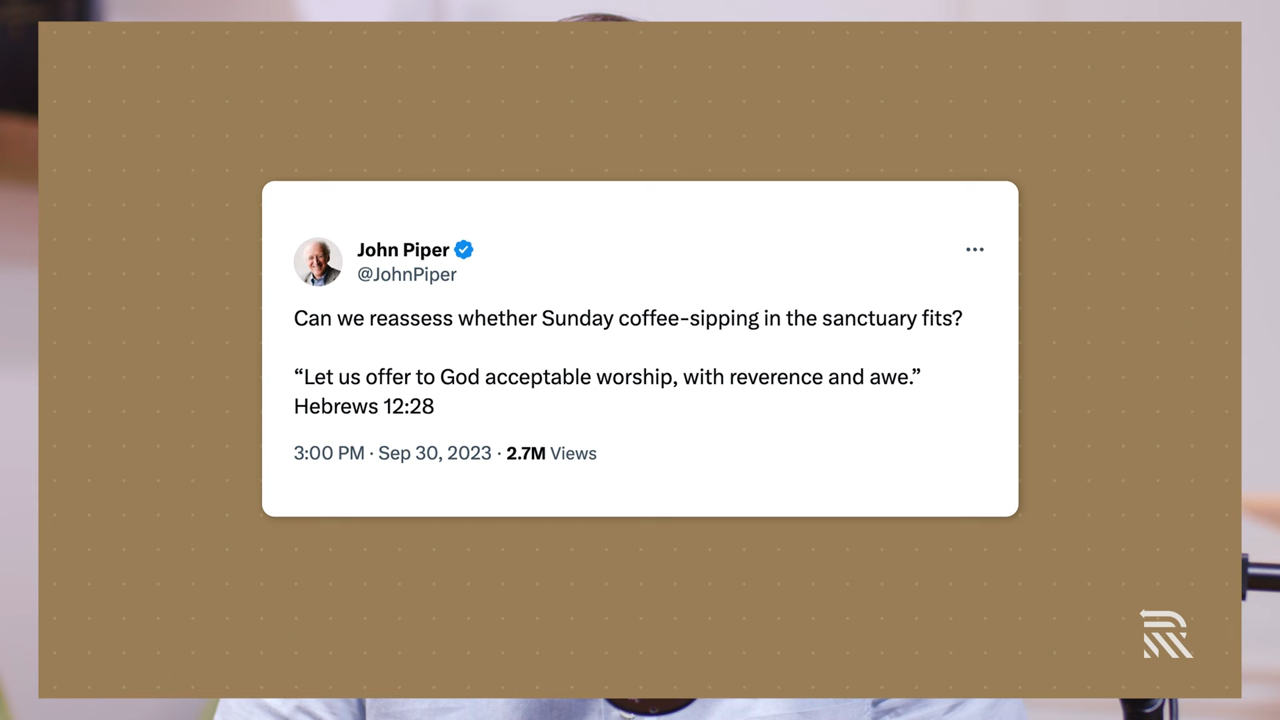 John Piper
@JohnPiper
Can we reassess whether Sunday coffee-sipping in the sanctuary fits?
“Let us offer to God acceptable worship, with reverence and awe.”
Hebrews 12:28
3:00 PM · Sep 30, 2023 · 2.7M Views